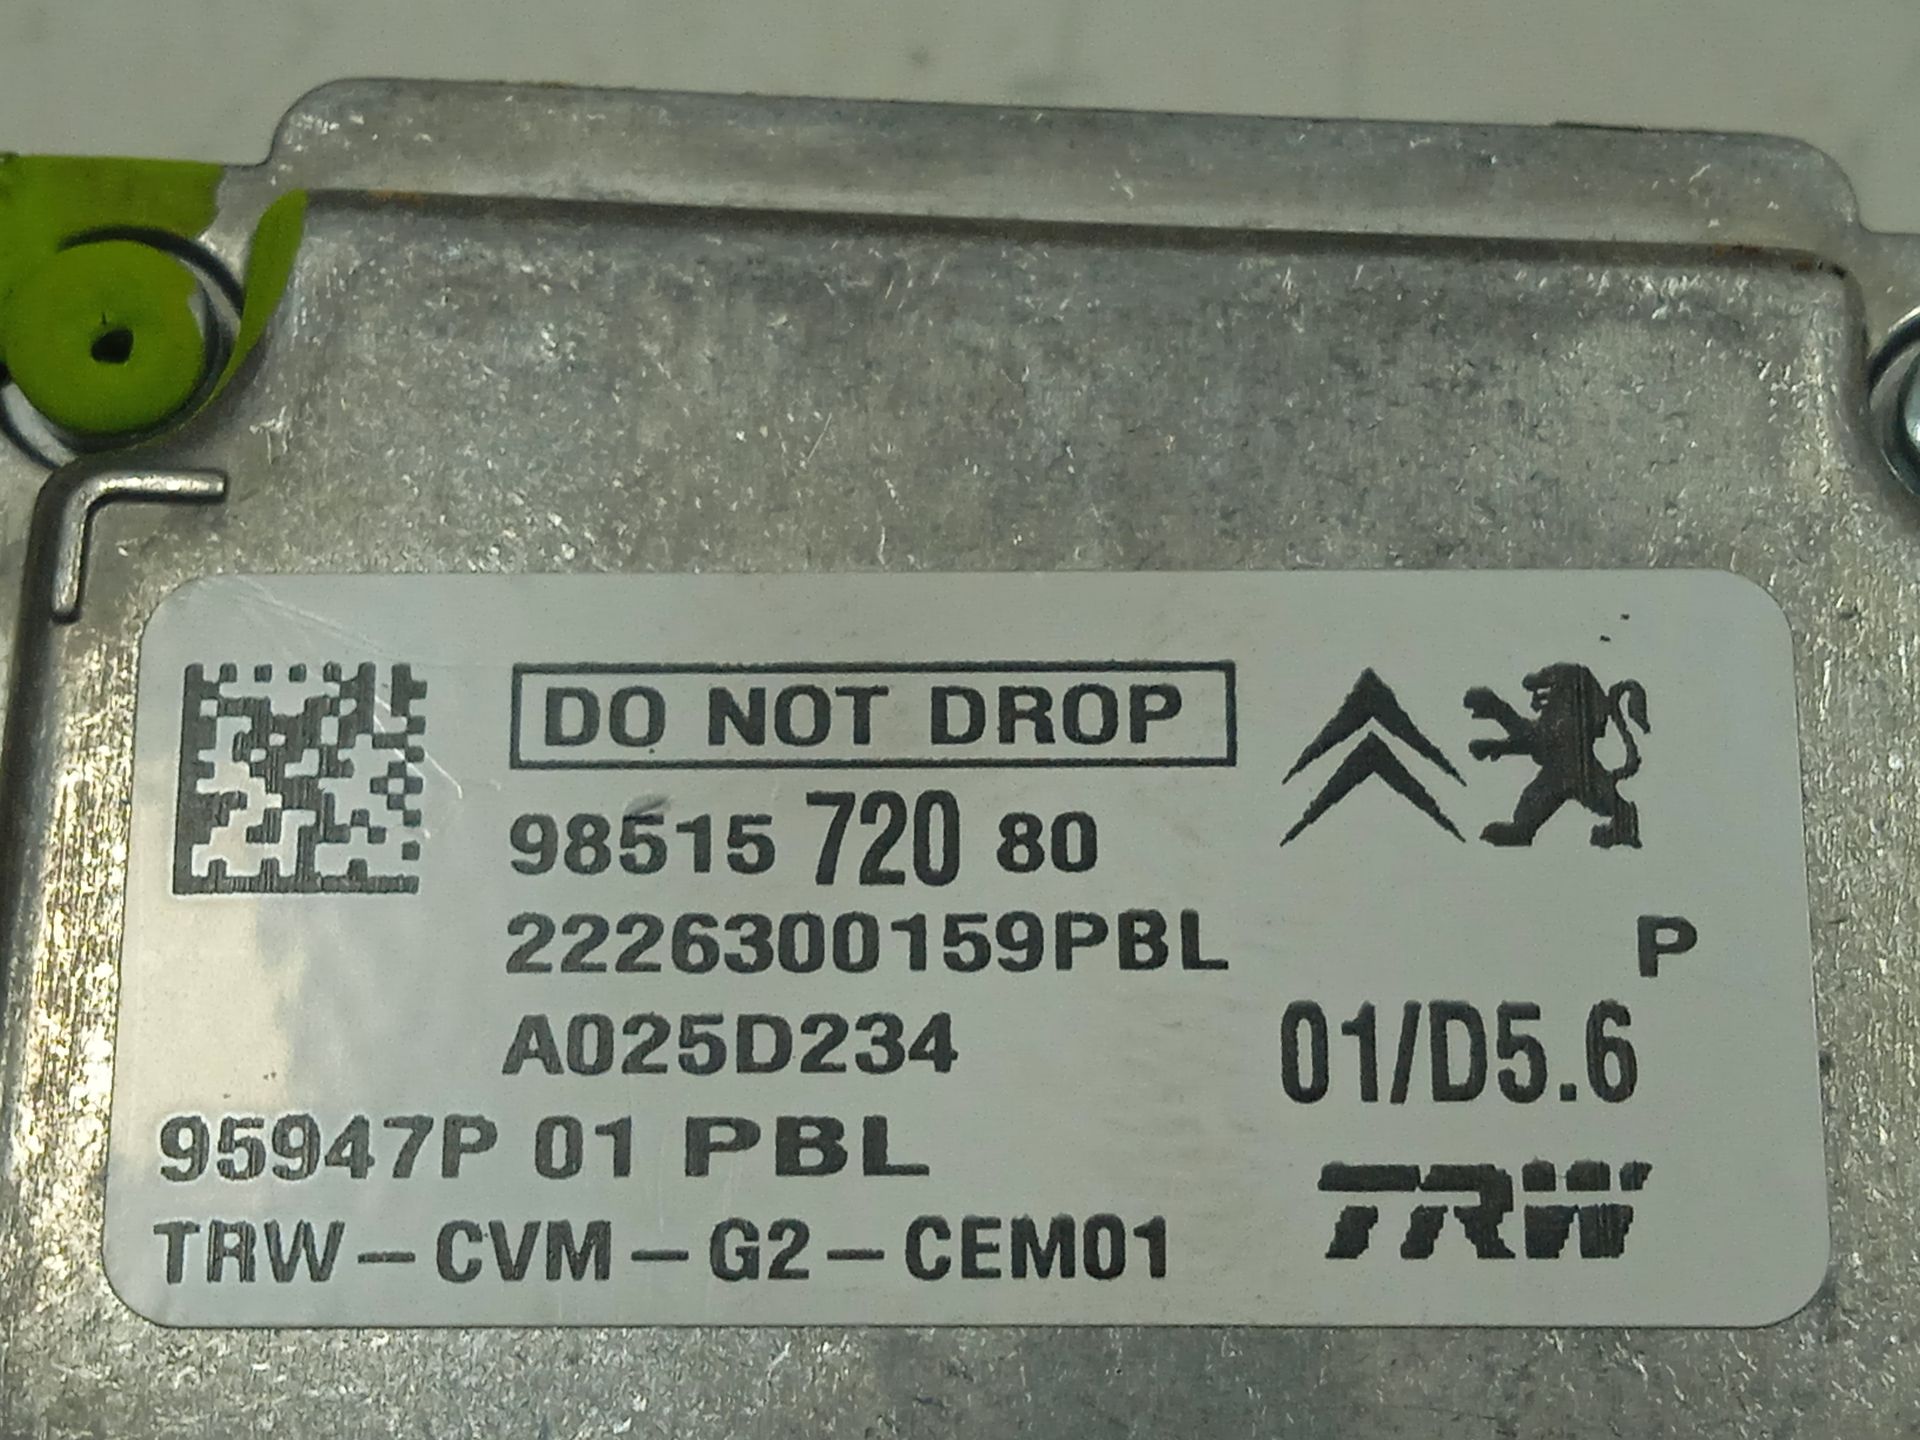 DO NOT DROP
98515 720 80
2226300159PBL P
A025D234 01/D5.6
95947P 01 PBL
TRW-CVM-G2-CEM01 TRW